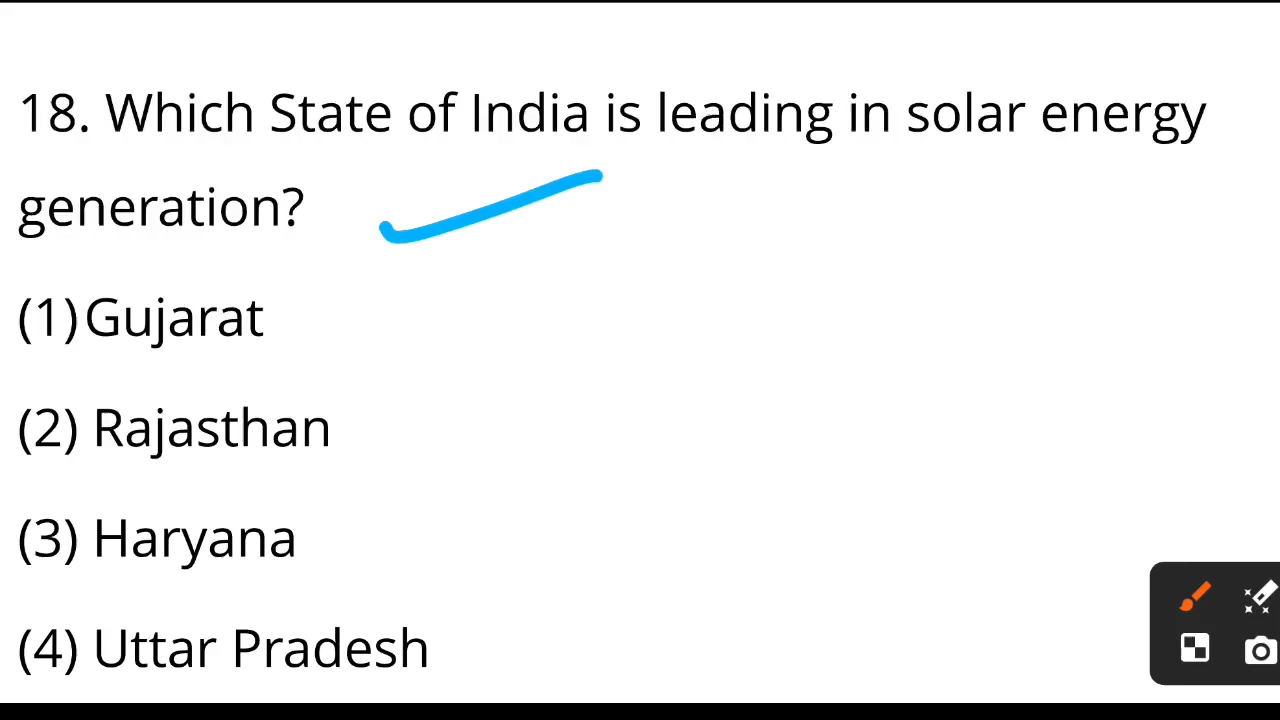 18. Which State of India is leading in solar energy
generation?
(1) Gujarat
(2) Rajasthan
(3) Haryana
(4) Uttar Pradesh